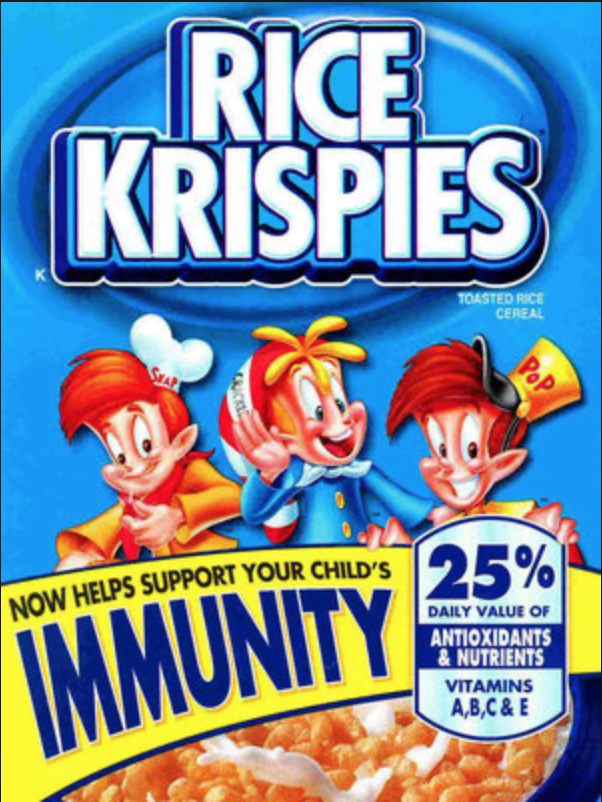 RICE
KRISPIES
K
TOASTED RICE
CEREAL
SNAP
CRACKLE
POP
NOW HELPS SUPPORT YOUR CHILD'S
IMMUNITY
25%
DAILY VALUE OF
ANTIOXIDANTS
& NUTRIENTS
VITAMINS
A,B,C & E